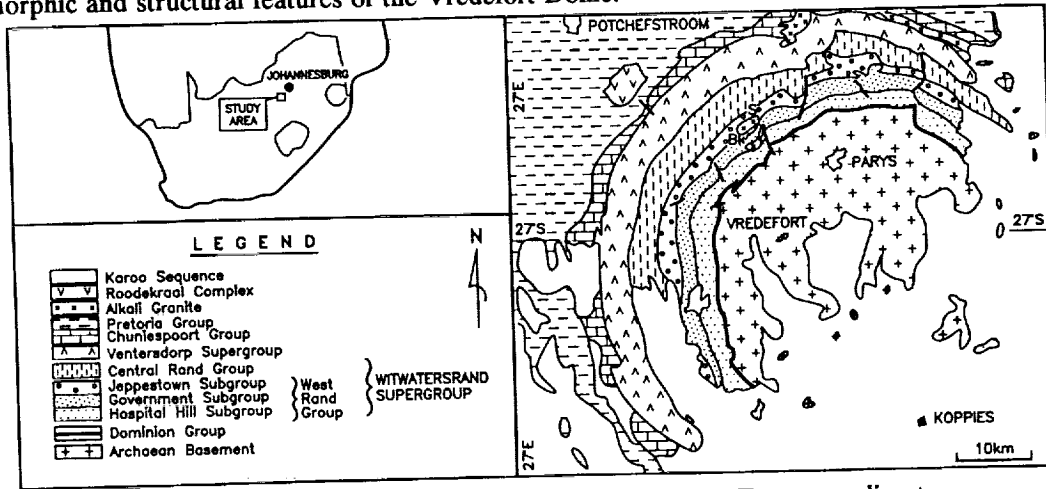 morphic and structural features of the Vredefort Dome.
JOHANNESBURG
STUDY
AREA
LEGEND
N
Karoo Sequence
Roodekraal Complex
Alkali Granite
Pretoria Group
Chuniespoort Group
Ventersdorp Supergroup
Central Rand Group
Jeppestown Subgroup
Government Subgroup
Hospital Hill Subgroup
West
Rand
Group
WITWATERSRAND
SUPERGROUP
Dominion Group
Archaean Basement
POTCHEFSTROOM
27°E
S
BK
PARYS
VREDEFORT
27°S
27°S
KOPPIES
27°E
10km